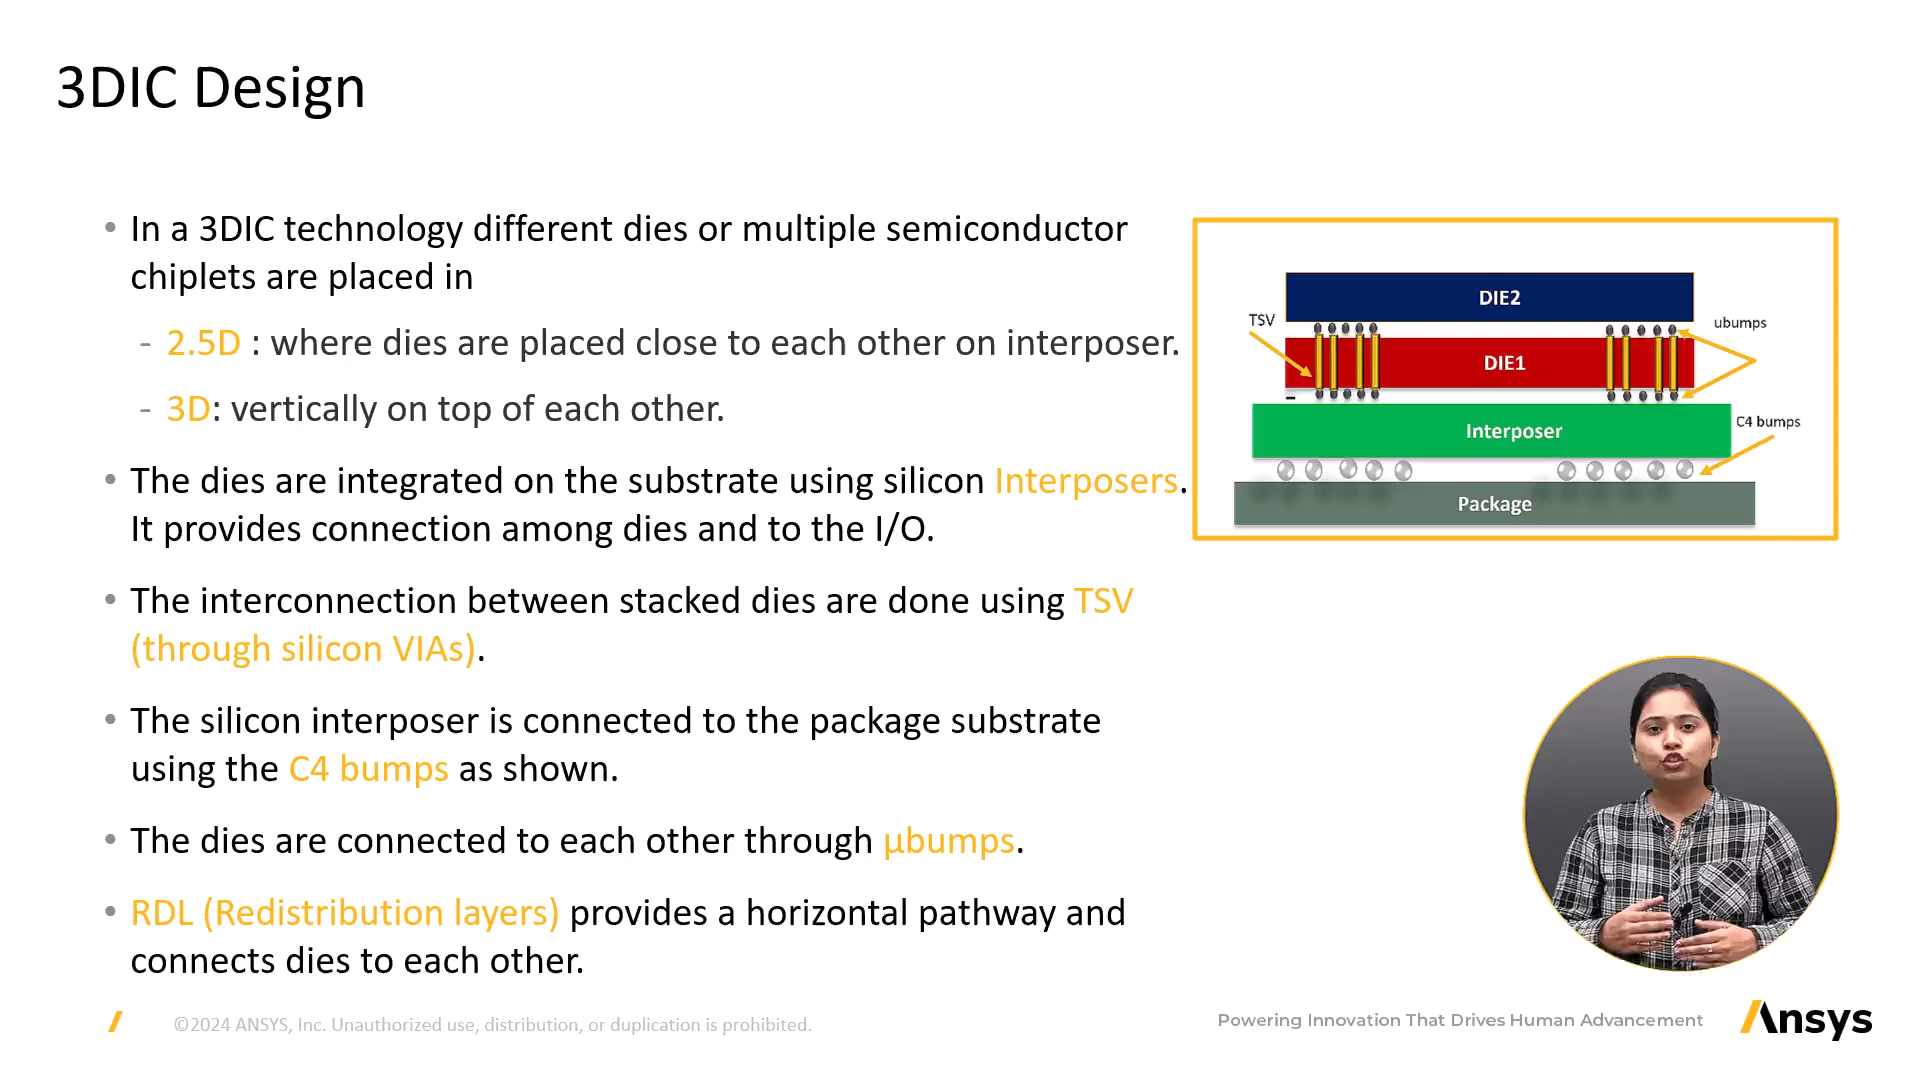 3DIC Design
• In a 3DIC technology different dies or multiple semiconductor
chiplets are placed in
- 2.5D : where dies are placed close to each other on interposer.
- 3D: vertically on top of each other.
• The dies are integrated on the substrate using silicon Interposers.
It provides connection among dies and to the I/O.
• The interconnection between stacked dies are done using TSV
(through silicon VIAs).
• The silicon interposer is connected to the package substrate
using the C4 bumps as shown.
• The dies are connected to each other through µbumps.
• RDL (Redistribution layers) provides a horizontal pathway and
connects dies to each other.
DIE2
TSV
ubumps
DIE1
C4 bumps
Interposer
Package
©2024 ANSYS, Inc. Unauthorized use, distribution, or duplication is prohibited.
Powering Innovation That Drives Human Advancement
Ansys